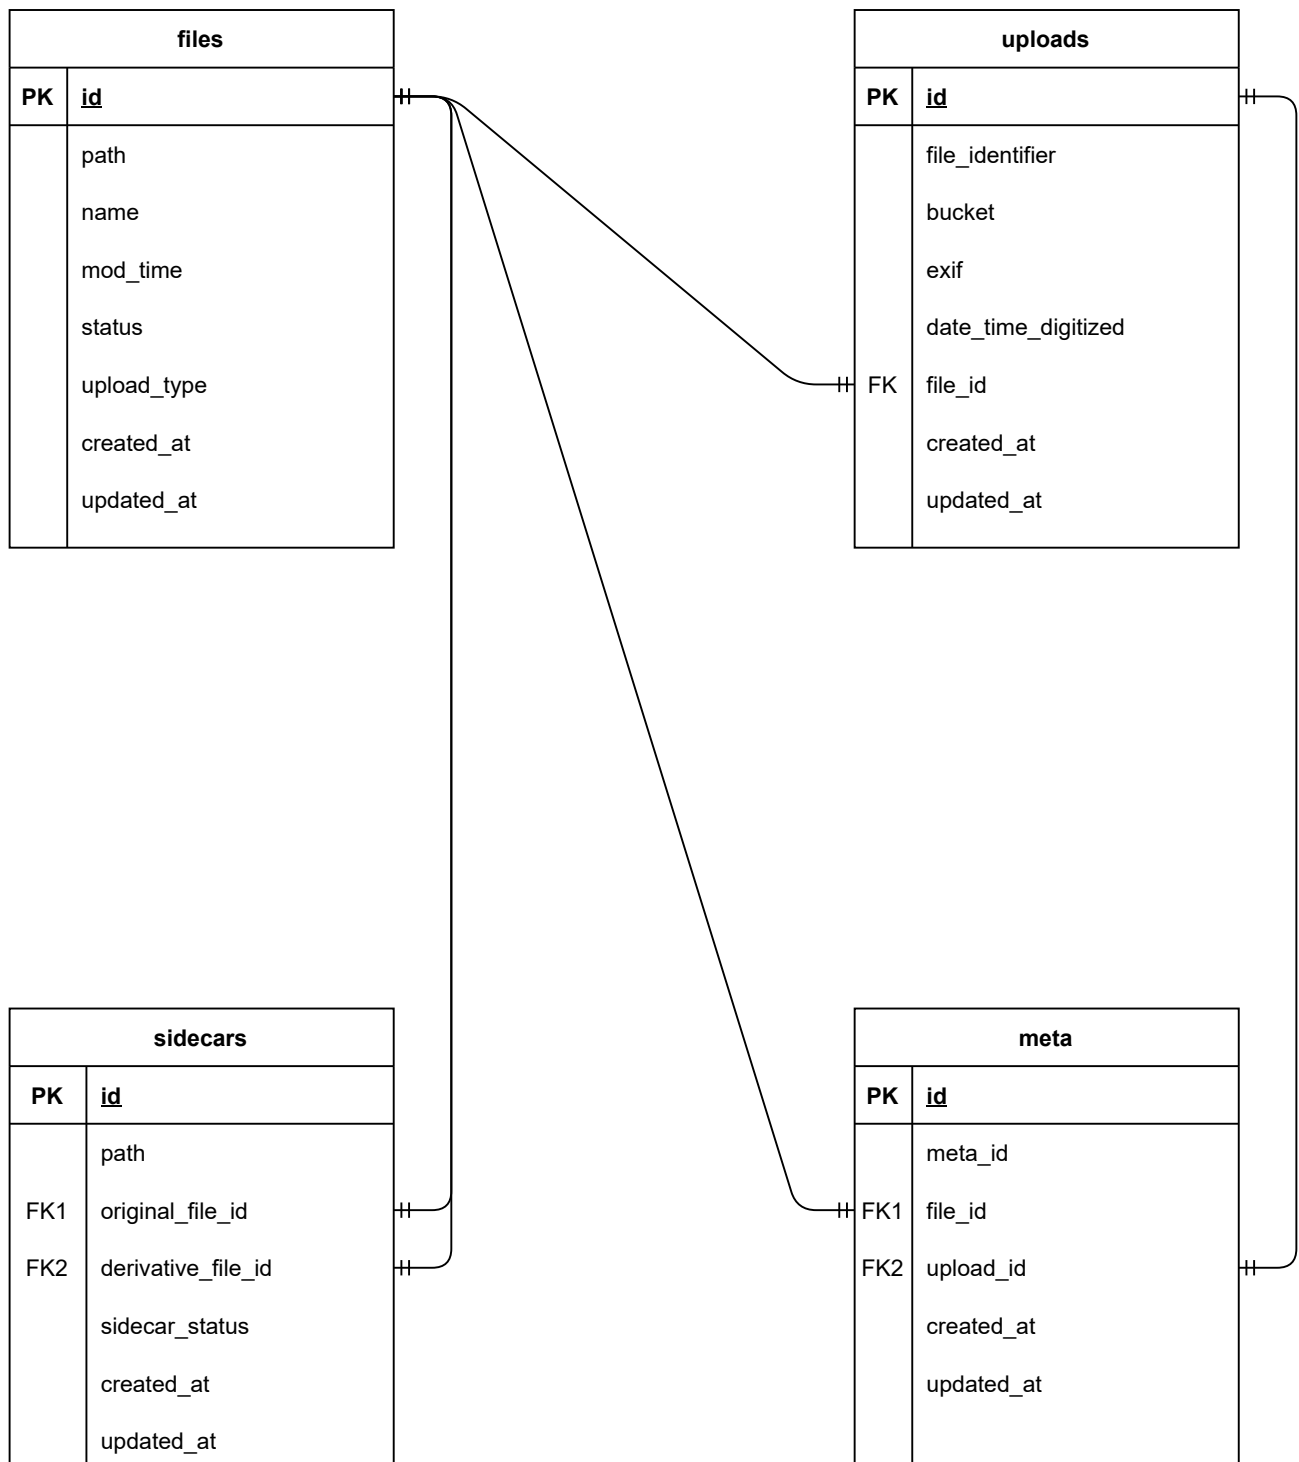 files
PK id
path
name
mod_time
status
upload_type
created_at
updated_at
uploads
PK id
file_identifier
bucket
exif
date_time_digitized
FK file_id
created_at
updated_at
sidecars
PK id
path
FK1 original_file_id
FK2 derivative_file_id
sidecar_status
created_at
updated_at
meta
PK id
meta_id
FK1 file_id
FK2 upload_id
created_at
updated_at